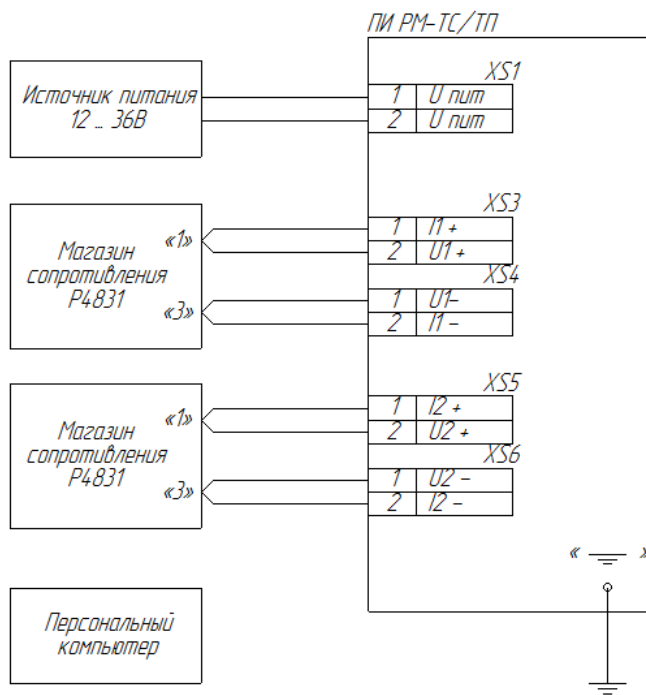 ПИ РМ-ТС/ТП
Источник питания
12 ... 36В
XS1
1 U пит
2 U пит
Магазин
сопротивления
Р4831
«1»
«3»
XS3
1 I1 +
2 U1 +
XS4
1 U1-
2 I1 -
Магазин
сопротивления
Р4831
«1»
«3»
XS5
1 I2 +
2 U2 +
XS6
1 U2 -
2 I2 -
« »
Персональный
компьютер